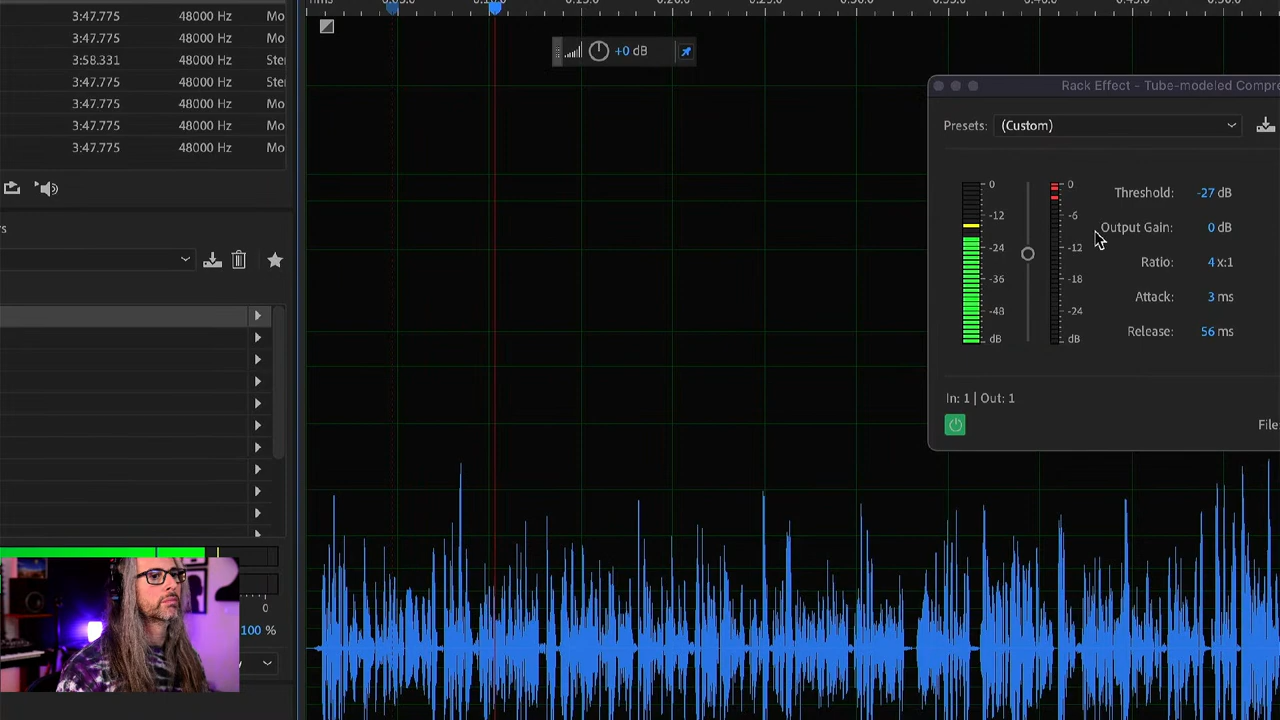 3:47.775 48000 Hz Mo
3:47.775 48000 Hz Mo
3:58.331 48000 Hz Ste
3:47.775 48000 Hz Ste
3:47.775 48000 Hz Mo
3:47.775 48000 Hz Mo
3:47.775 48000 Hz Mo
+0 dB
Rack Effect - Tube-modeled Compre
Presets: (Custom)
0 0
-12 -6
-24 -12
-36 -18
-48 -24
dB dB
Threshold: -27 dB
Output Gain: 0 dB
Ratio: 4 x:1
Attack: 3 ms
Release: 56 ms
In: 1 | Out: 1
File:
0
100 %